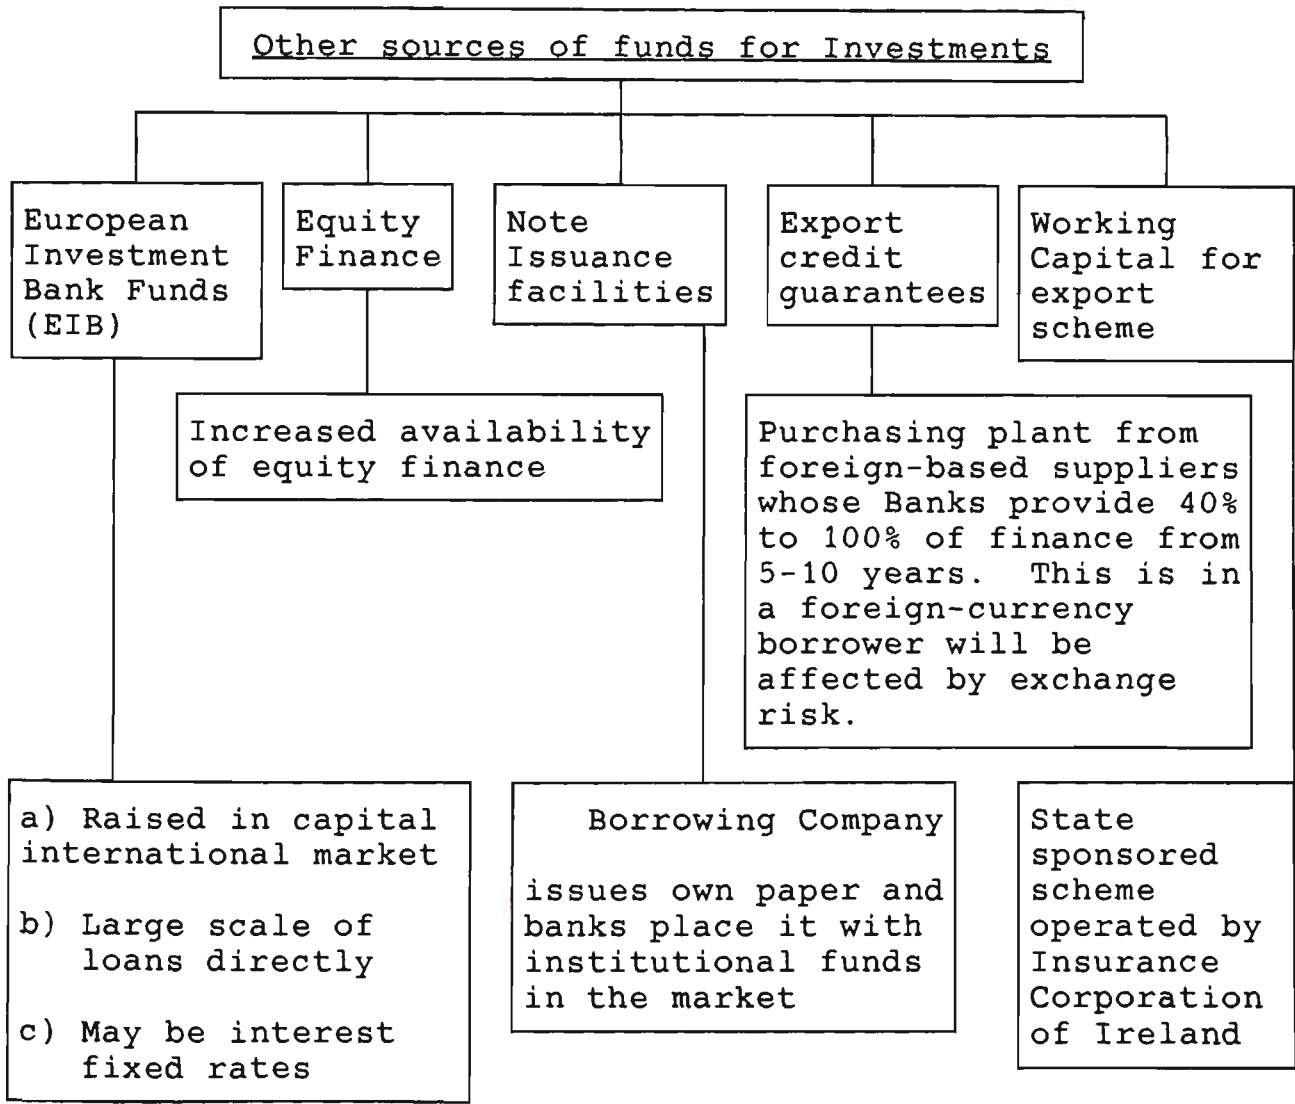 Other sources of funds for Investments
European
Investment
Bank Funds
(EIB)
Equity
Finance
Note
Issuance
facilities
Export
credit
guarantees
Working
Capital for
export
scheme
Increased availability
of equity finance
Purchasing plant from
foreign-based suppliers
whose Banks provide 40%
to 100% of finance from
5-10 years. This is in
a foreign-currency
borrower will be
affected by exchange
risk.
a) Raised in capital
international market
b) Large scale of
loans directly
c) May be interest
fixed rates
Borrowing Company
issues own paper and
banks place it with
institutional funds
in the market
State
sponsored
scheme
operated by
Insurance
Corporation
of Ireland